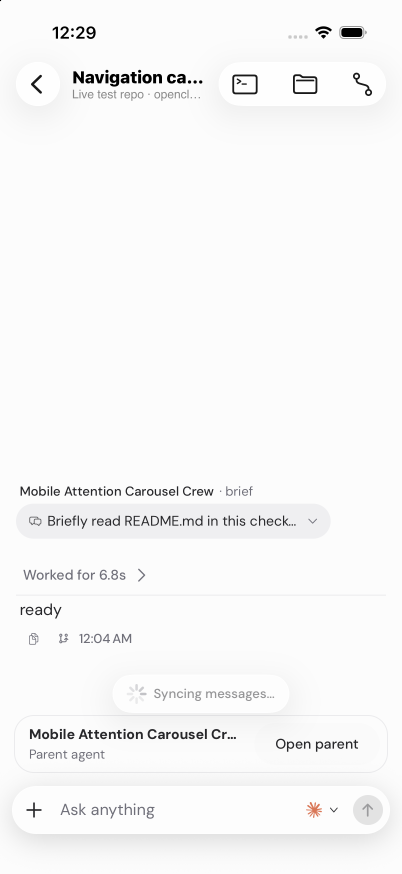 12:29
Navigation ca...
Live test repo · opencl...
Mobile Attention Carousel Crew · brief
Briefly read README.md in this check...
Worked for 6.8s
ready
12:04 AM
Syncing messages...
Mobile Attention Carousel Cr...
Parent agent
Open parent
Ask anything